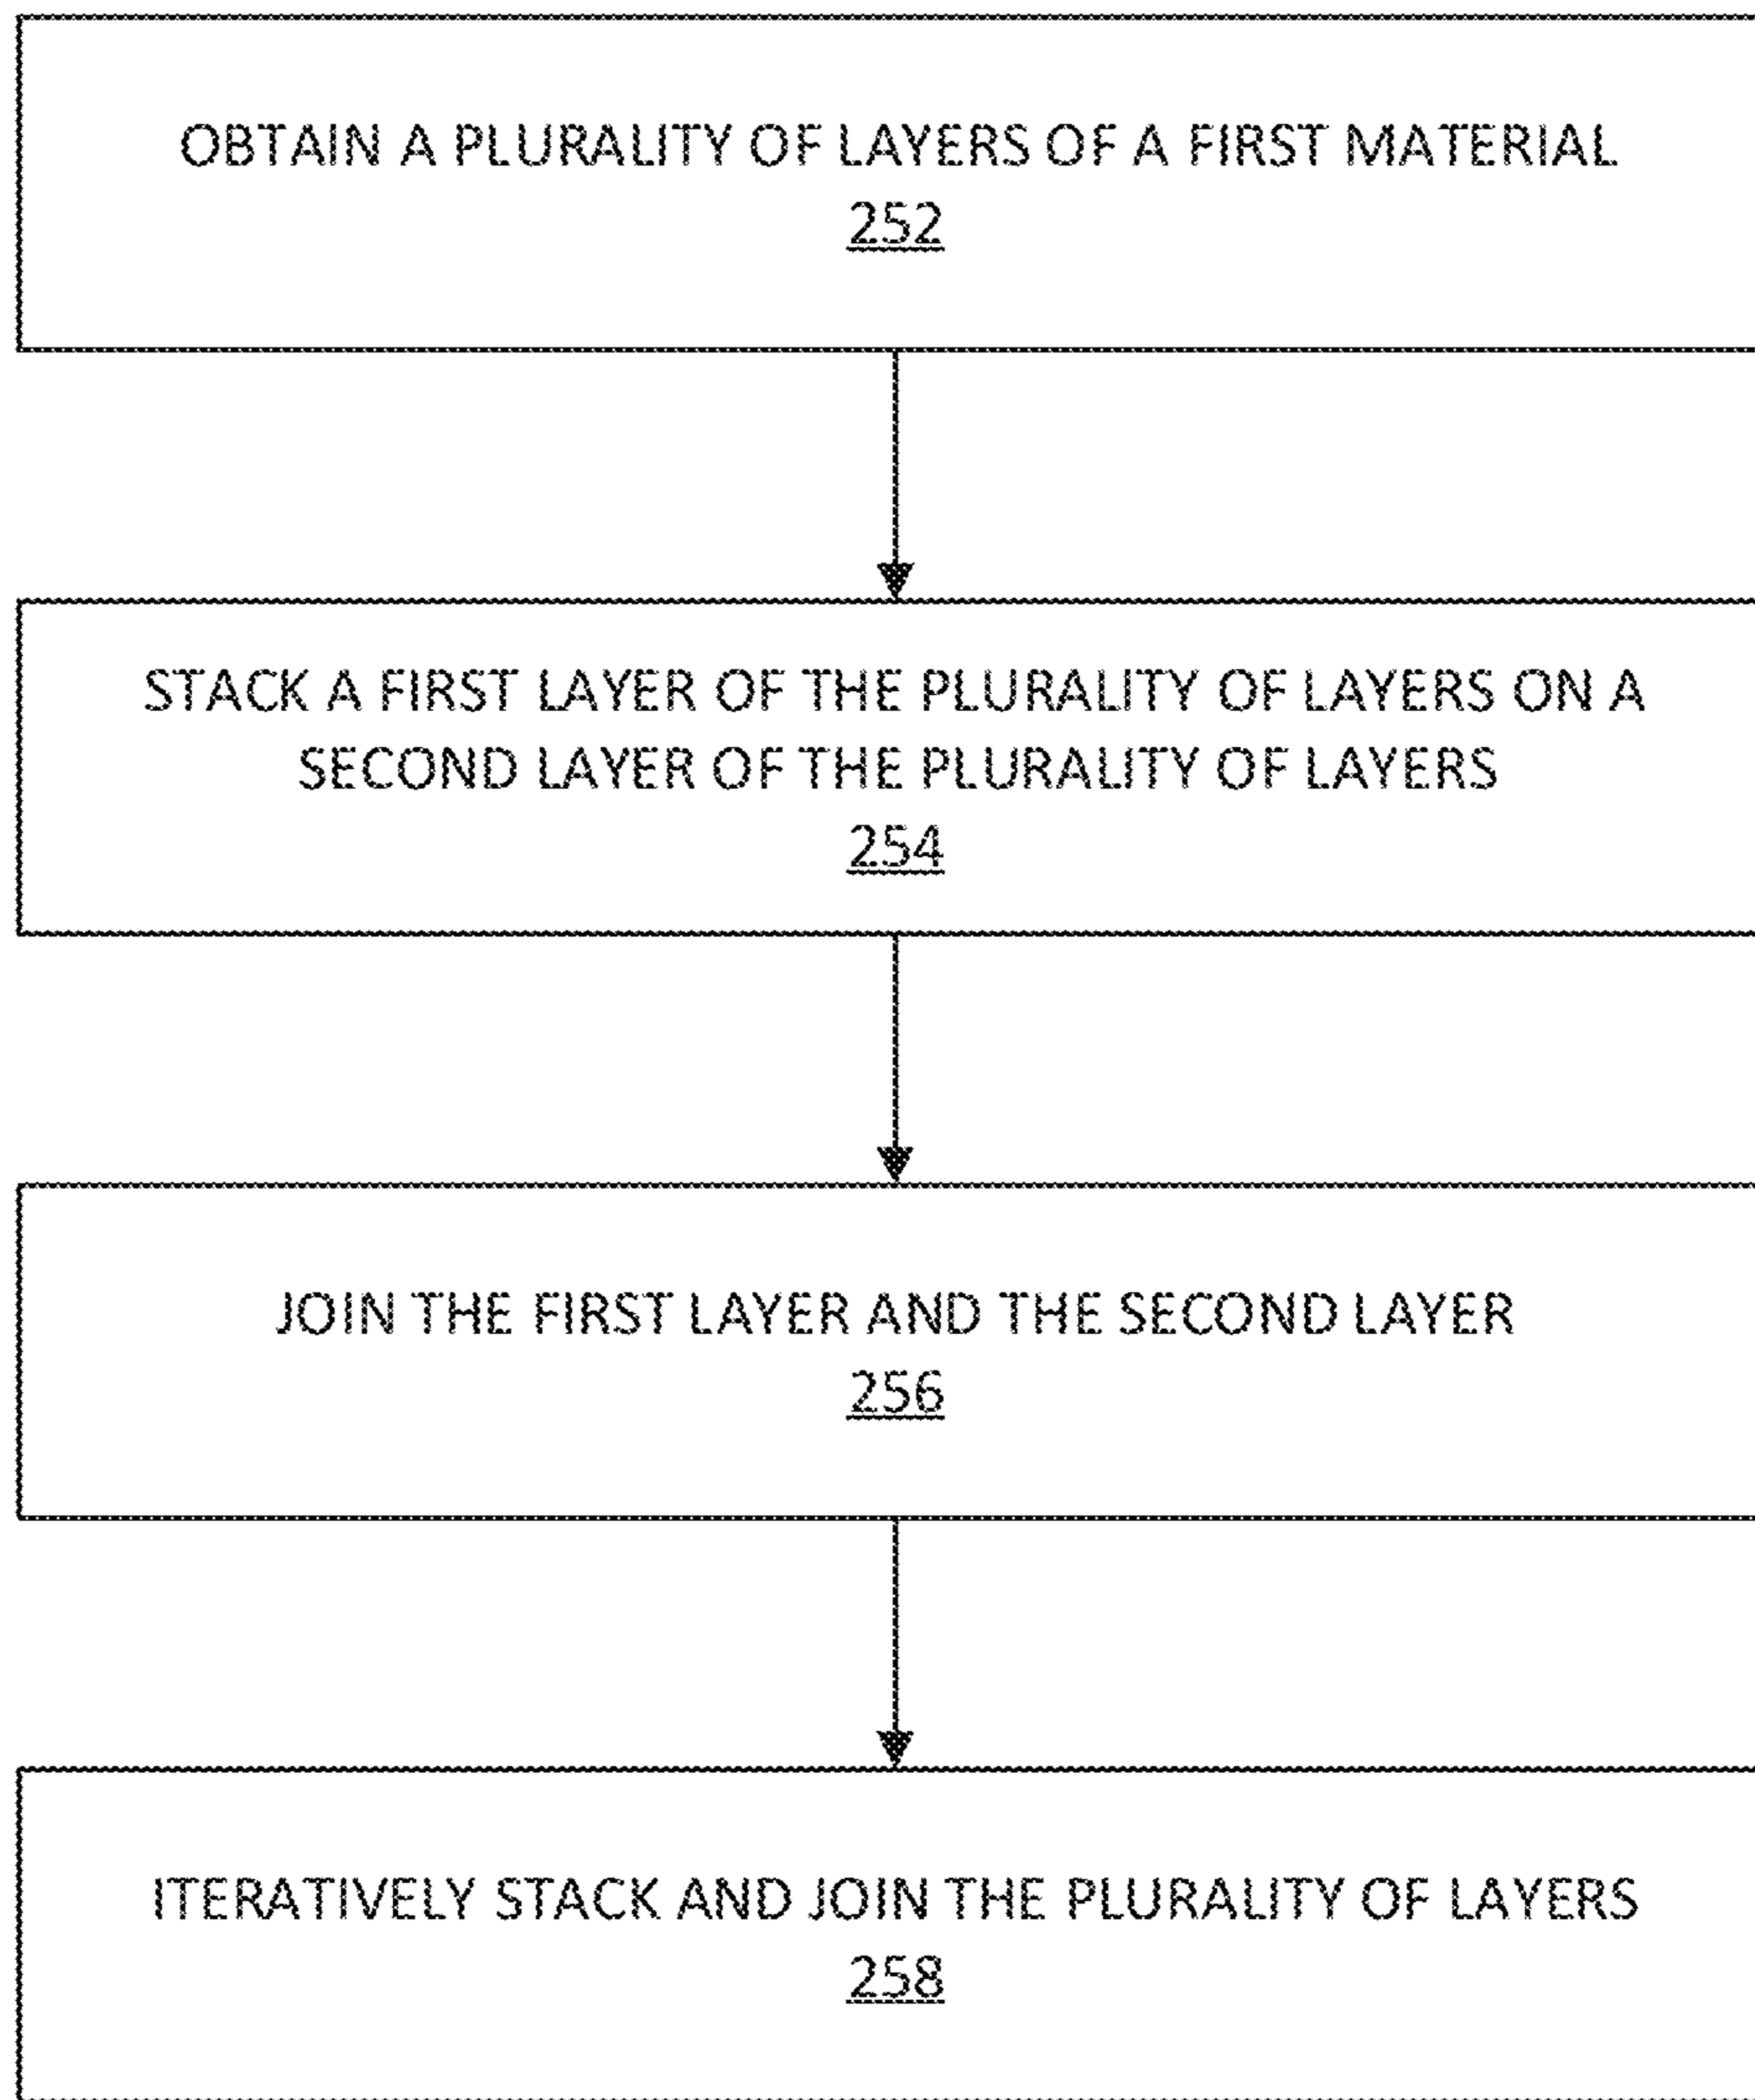 OBTAIN A PLURALITY OF LAYERS OF A FIRST MATERIAL
252
STACK A FIRST LAYER OF THE PLURALITY OF LAYERS ON A
SECOND LAYER OF THE PLURALITY OF LAYERS
254
JOIN THE FIRST LAYER AND THE SECOND LAYER
256
ITERATIVELY STACK AND JOIN THE PLURALITY OF LAYERS
258